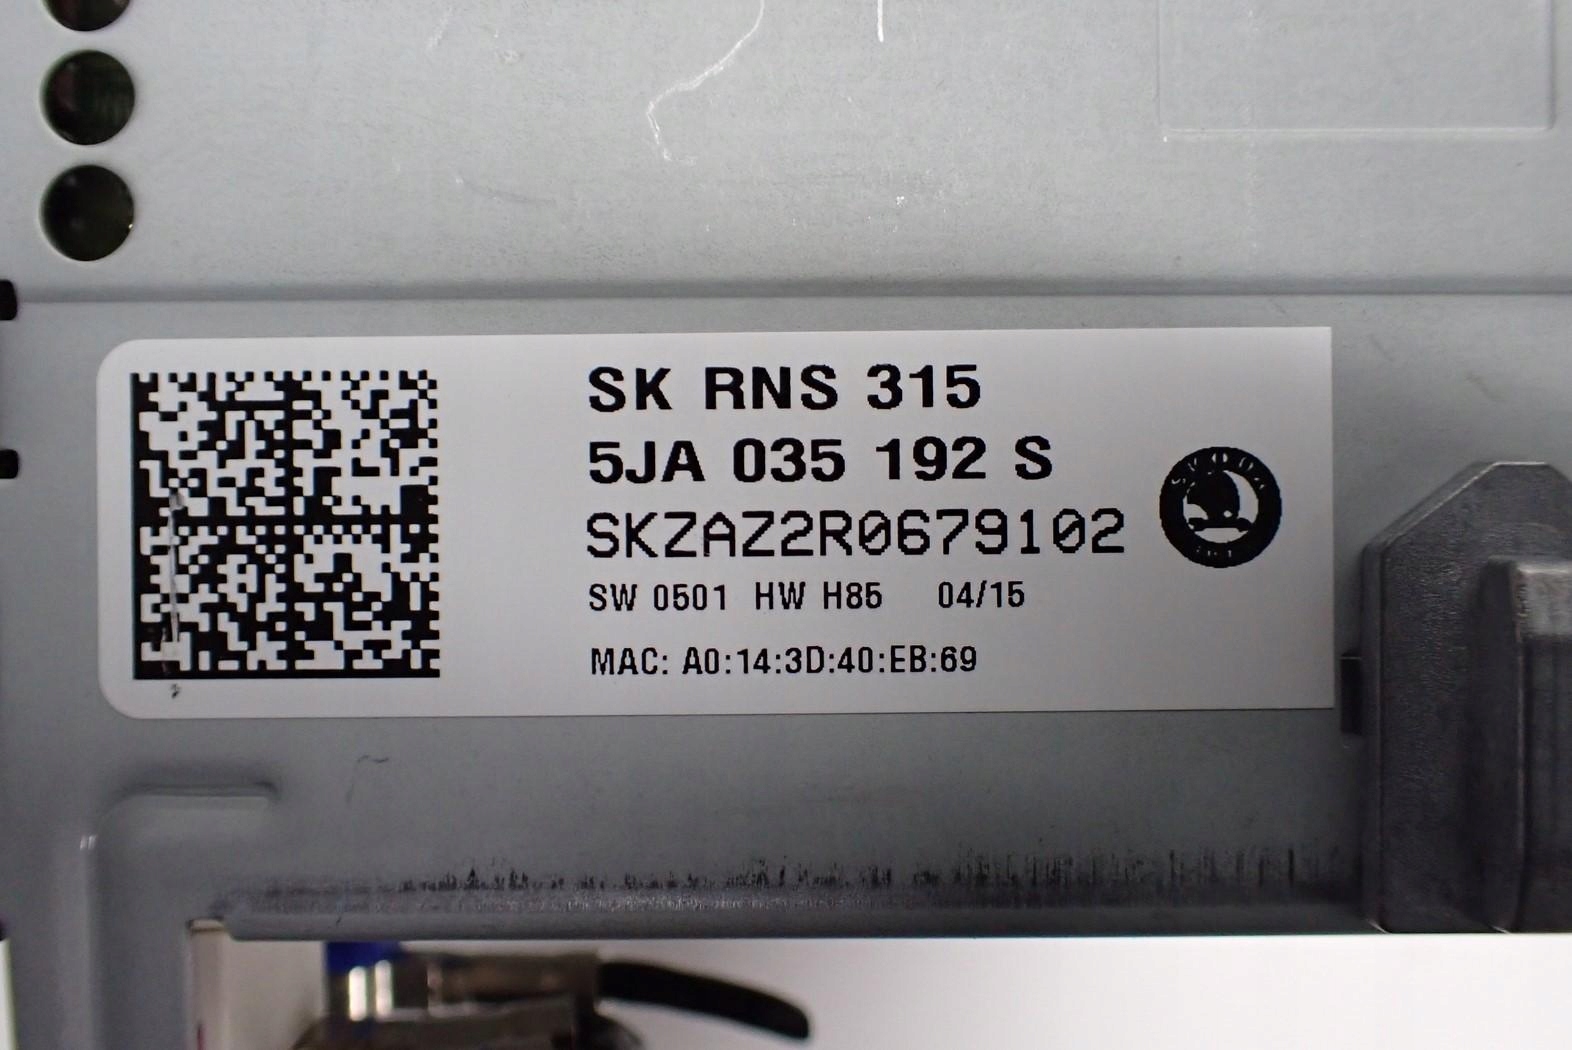 SK RNS 315
5JA 035 192 S
SKZAZ2R0679102
SW 0501 HW H85 04/15
MAC: A0:14:3D:40:EB:69
SKODA